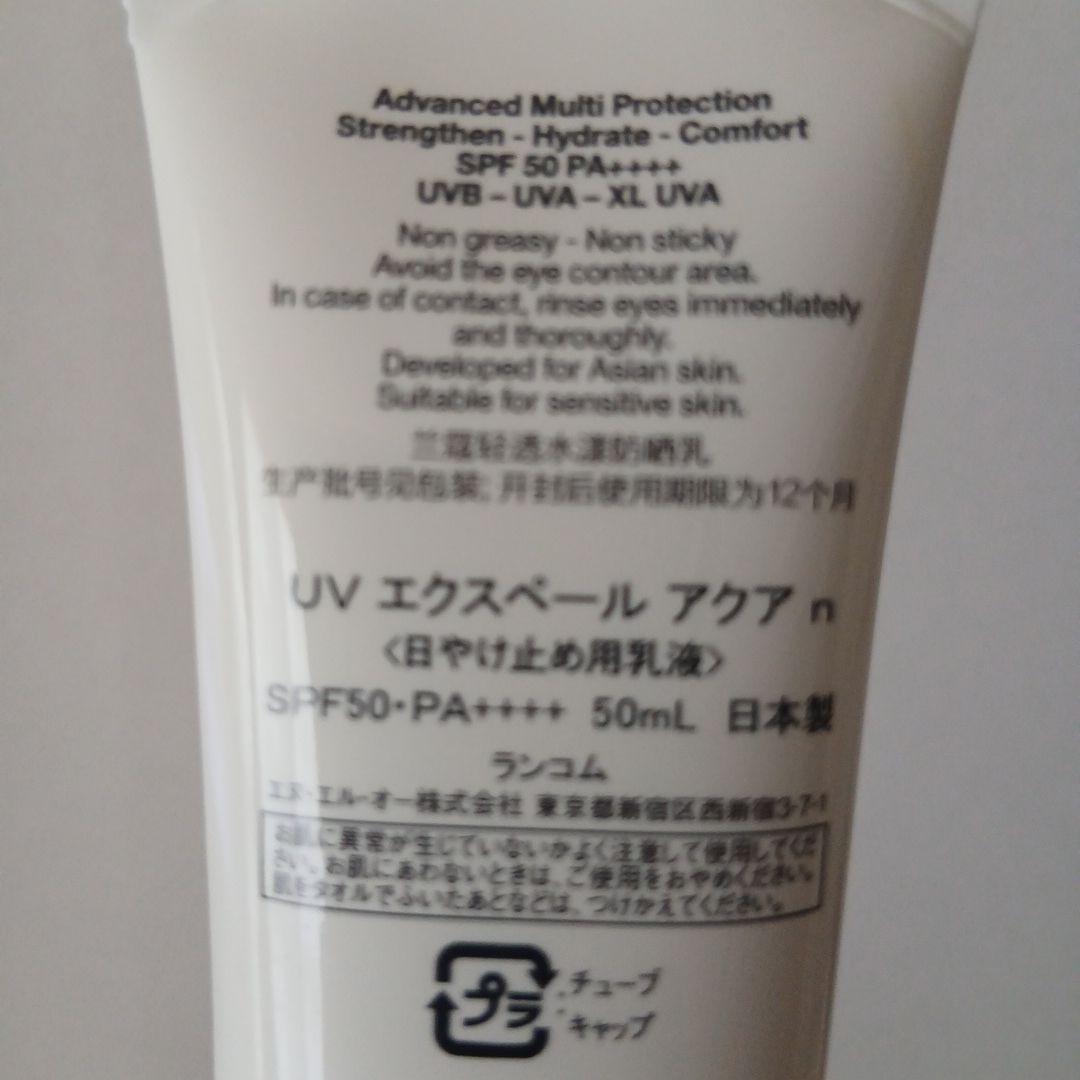 Advanced Multi Protection
Strengthen - Hydrate - Comfort
SPF 50 PA++++
UVB – UVA – XL UVA
Non greasy - Non sticky
Avoid the eye contour area.
In case of contact, rinse eyes immediately
and thoroughly.
Developed for Asian skin.
Suitable for sensitive skin.
兰蔻轻透水漾防晒乳
生产批号见包装; 开封后使用期限为12个月
UV エクスペール アクア n
〈日やけ止め用乳液〉
SPF50・PA++++ 50mL 日本製
ランコム
エヌ・エル・オー株式会社 東京都新宿区西新宿3-7-1
お肌に異常が生じていないかよく注意して使用してくだ
さい。お肌にあわないときは、ご使用をおやめください。
肌をタオルでふいたあとなどは、つけかえてください。
プラ
チューブ
キャップ